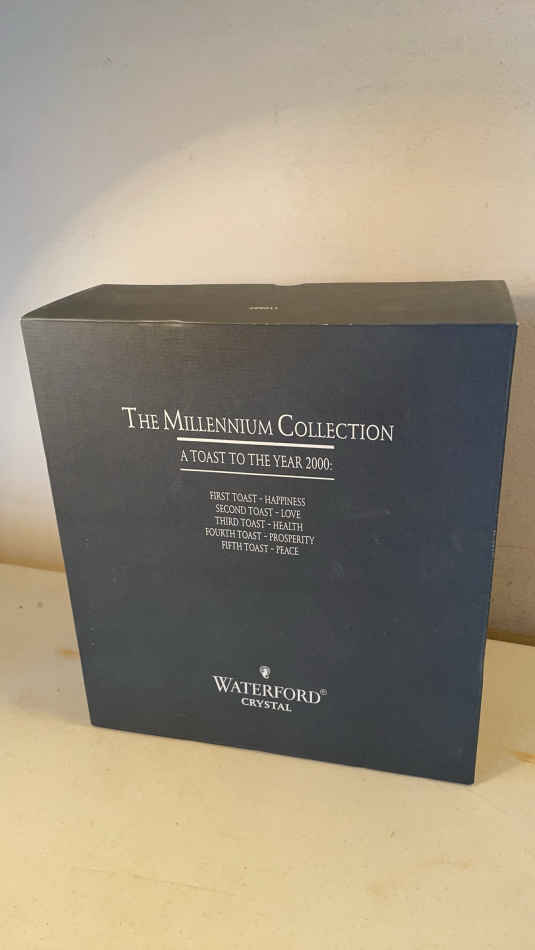 THE MILLENNIUM COLLECTION
A TOAST TO THE YEAR 2000:
FIRST TOAST - HAPPINESS
SECOND TOAST - LOVE
THIRD TOAST - HEALTH
FOURTH TOAST - PROSPERITY
FIFTH TOAST - PEACE
WATERFORD®
CRYSTAL